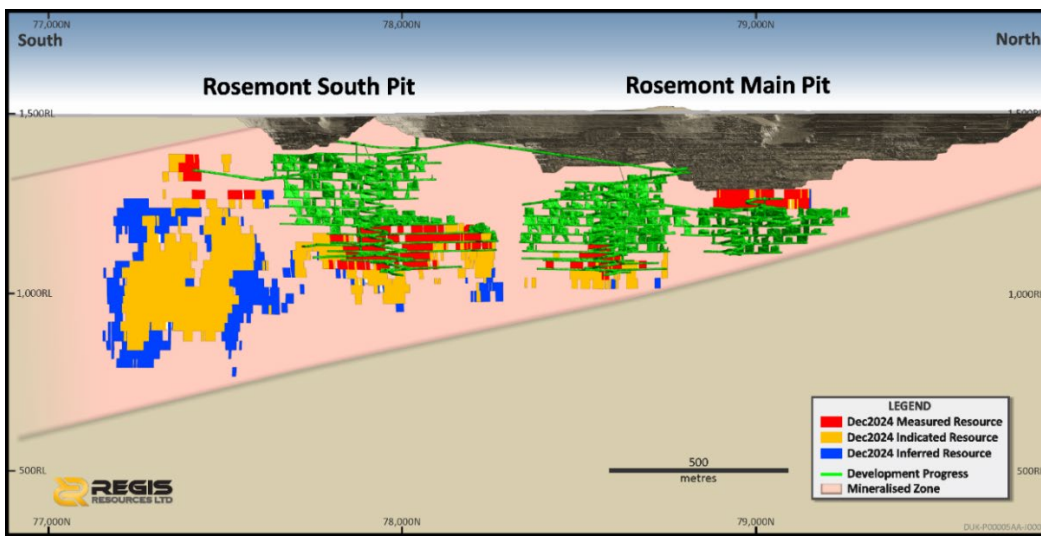 77,000N 78,000N 79,000N
South North
Rosemont South Pit Rosemont Main Pit
1,500RL 1,500RL
1,000RL 1,000RL
LEGEND
Dec2024 Measured Resource
Dec2024 Indicated Resource
Dec2024 Inferred Resource
Development Progress
Mineralised Zone
500
metres
500RL 500RL
REGIS
RESOURCES LTD
77,000N 78,000N 79,000N